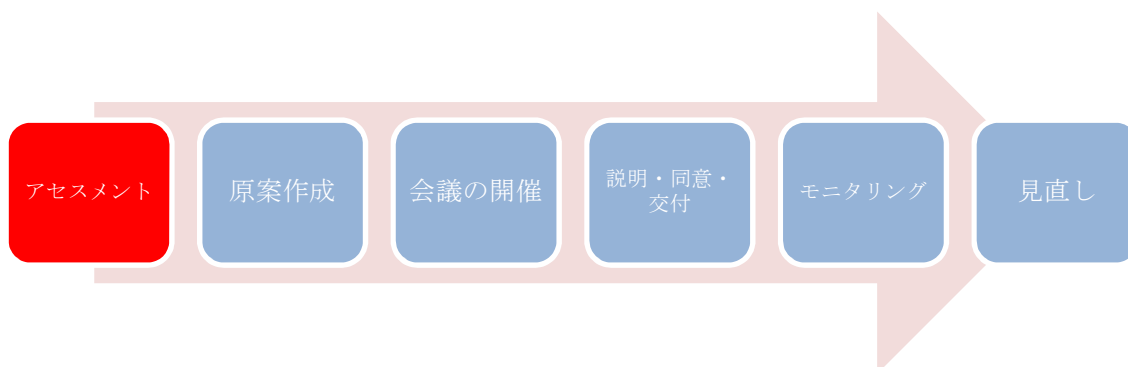 アセスメント
原案作成
会議の開催
説明・同意・
交付
モニタリング
見直し